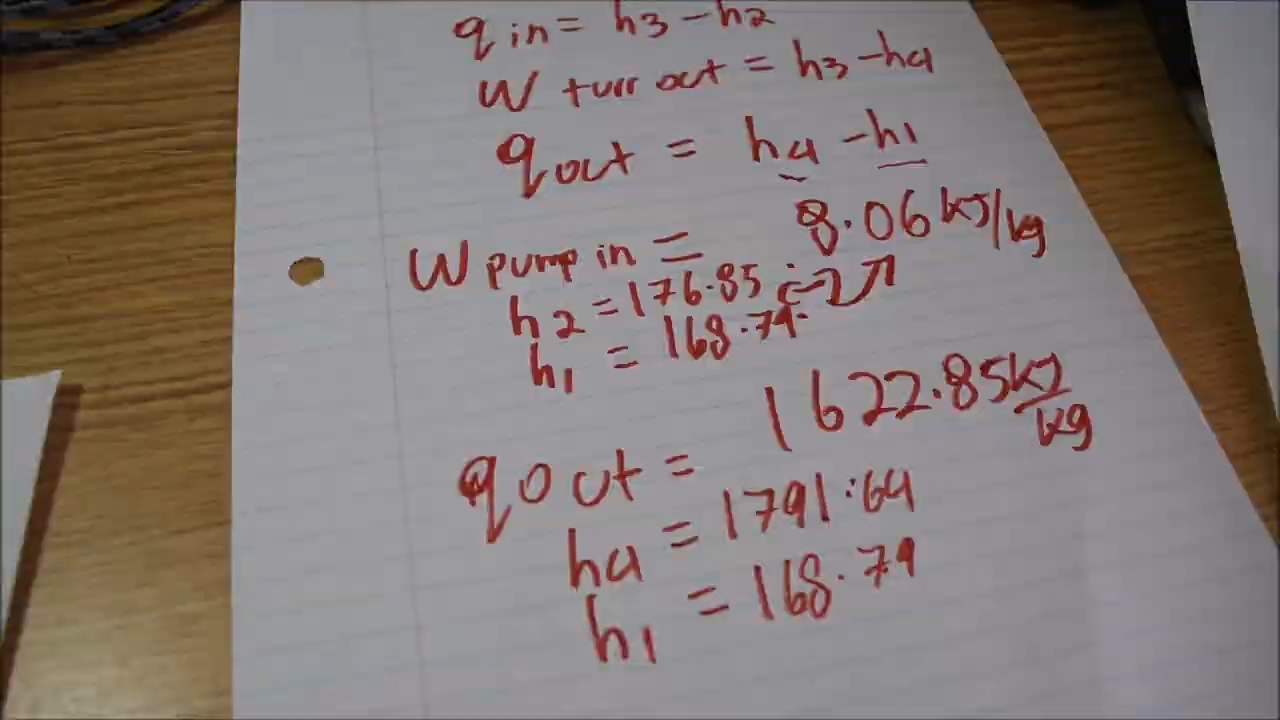 q in = h3 - h2
W turr out = h3 - h4
q out = h4 - h1
8.06 kJ/kg
W pump in =
h2 = 176.85
h1 = 168.79
1622.85 kJ/kg
q out =
h4 = 1791.64
h1 = 168.79